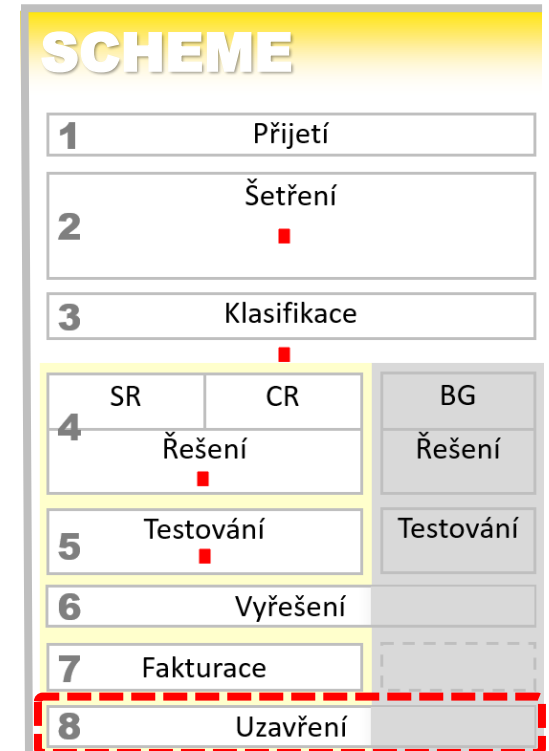 SCHEME
1 Přijetí
2 Šetření
3 Klasifikace
4 SR CR BG
Řešení Řešení
5 Testování Testování
6 Vyřešení
7 Fakturace
8 Uzavření